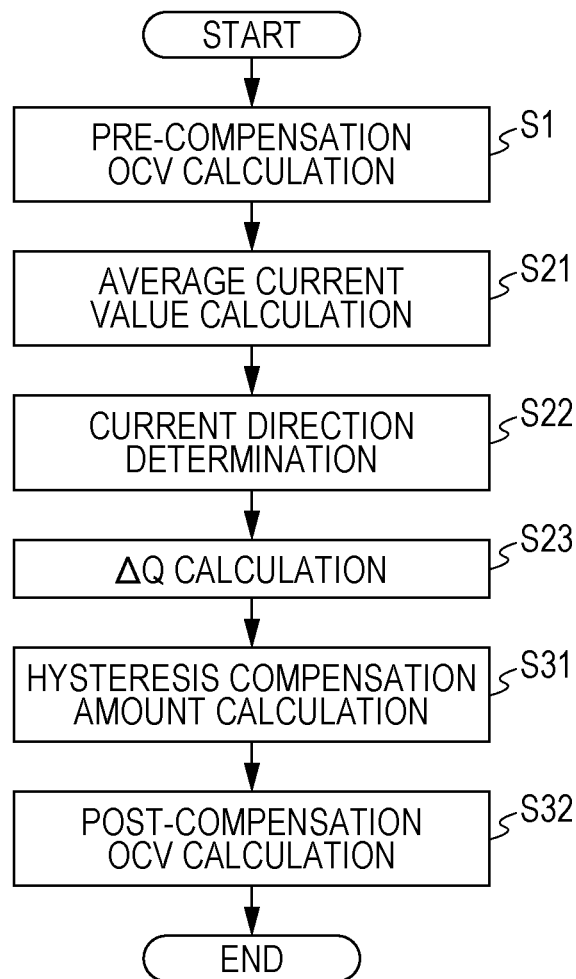 START
PRE-COMPENSATION
OCV CALCULATION
S1
AVERAGE CURRENT
VALUE CALCULATION
S21
CURRENT DIRECTION
DETERMINATION
S22
ΔQ CALCULATION
S23
HYSTERESIS COMPENSATION
AMOUNT CALCULATION
S31
POST-COMPENSATION
OCV CALCULATION
S32
END